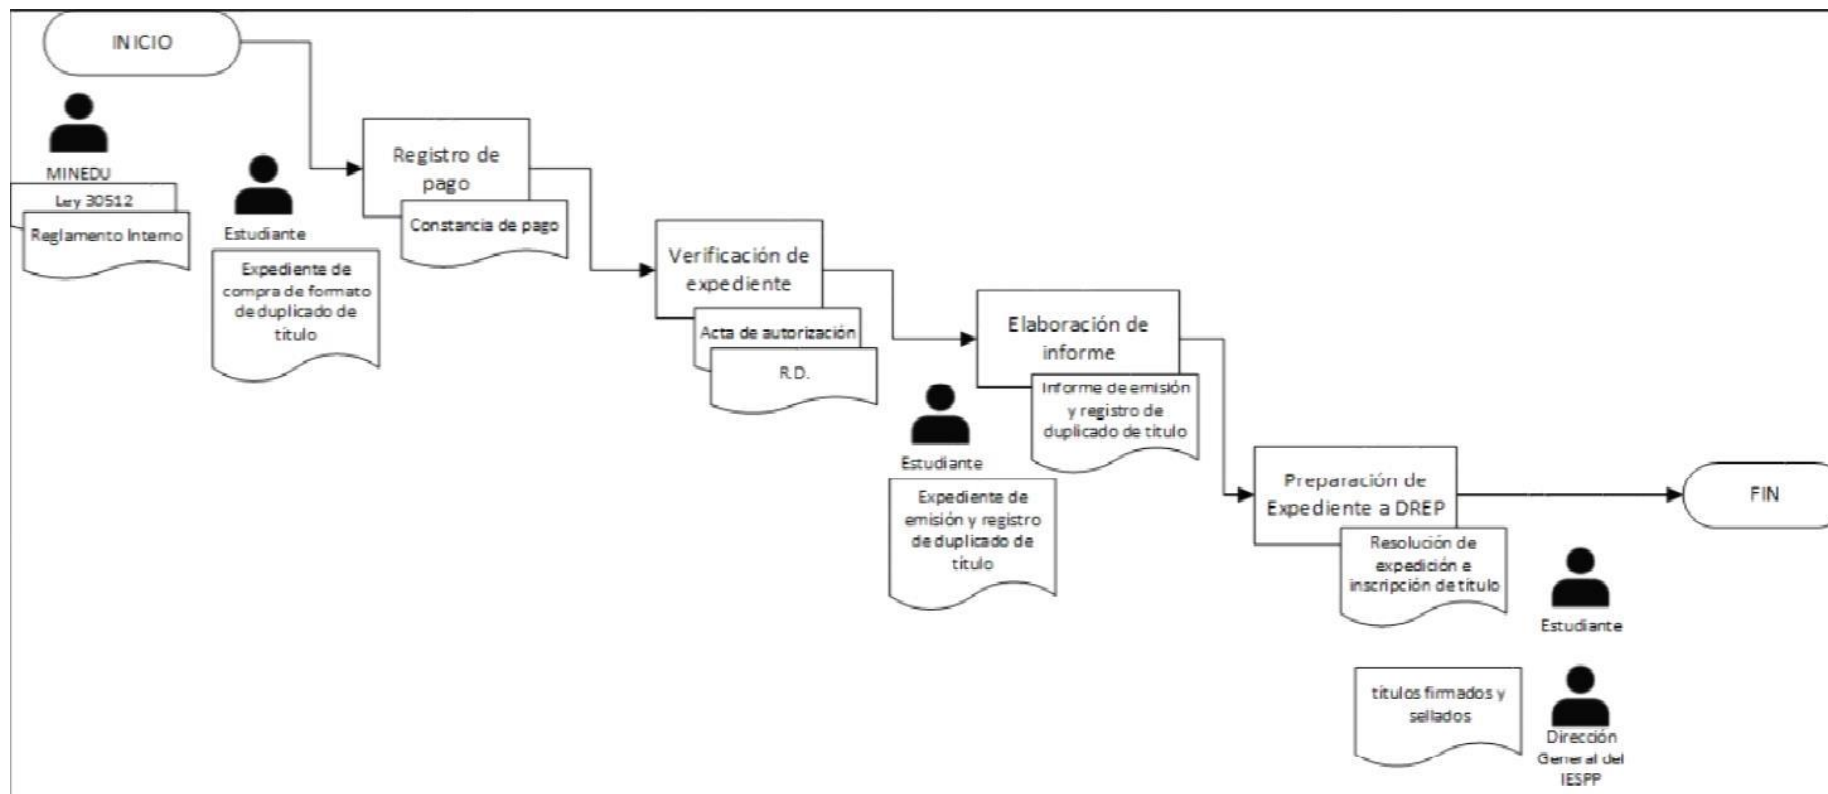 INICIO
MINEDU
Ley 30512
Reglamento Interno
Estudiante
Expediente de
compra de formato
de duplicado de
título
Registro de
pago
Constancia de pago
Verificación de
expediente
Acta de autorización
R.D.
Elaboración de
informe
Informe de emisión
y registro de
duplicado de título
Estudiante
Expediente de
emisión y registro
de duplicado de
título
Preparación de
Expediente a DREP
Resolución de
expedición e
inscripción de título
FIN
Estudiante
títulos firmados y
sellados
Dirección
General del
IESPP